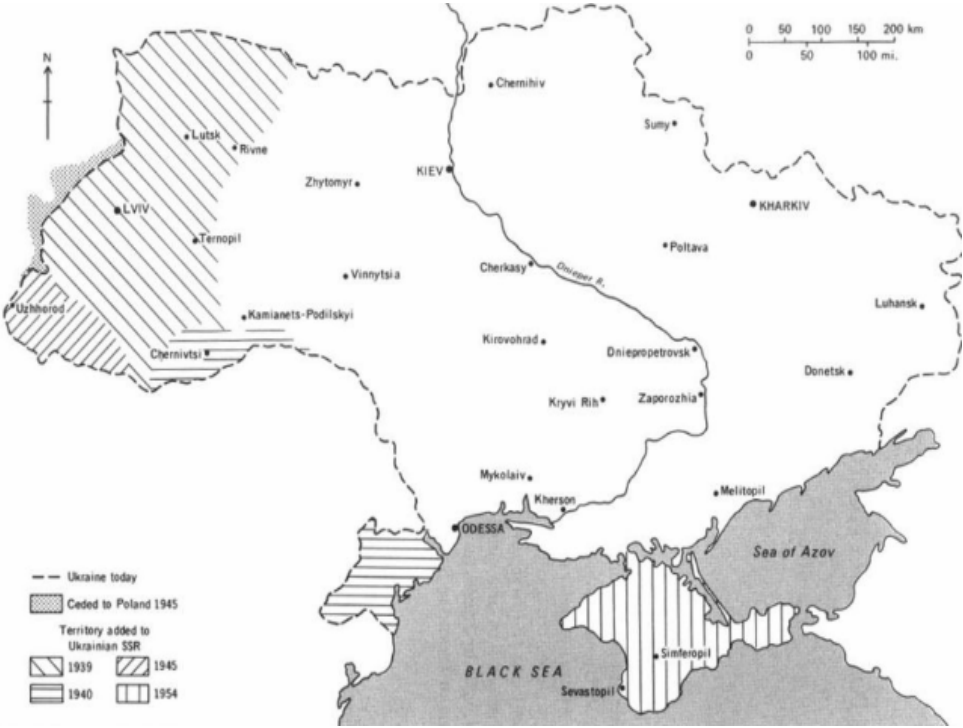 0 50 100 150 200 km
0 50 100 mi.
N
Chernihiv
Sumy
Lutsk
Rivne
KIEV
Zhytomyr
KHARKIV
LVIV
Ternopil
Poltava
Cherkasy
Dnieper R.
Vinnytsia
Uzhhorod
Luhansk
Kamianets-Podilskyi
Kirovohrad
Dniepropetrovsk
Chernivtsi
Donetsk
Kryvi Rih
Zaporozhia
Mykolaiv
Melitopil
Kherson
ODESSA
Sea of Azov
Ukraine today
Ceded to Poland 1945
Territory added to
Ukrainian SSR
1939
1945
1940
1954
BLACK SEA
Simferopil
Sevastopil